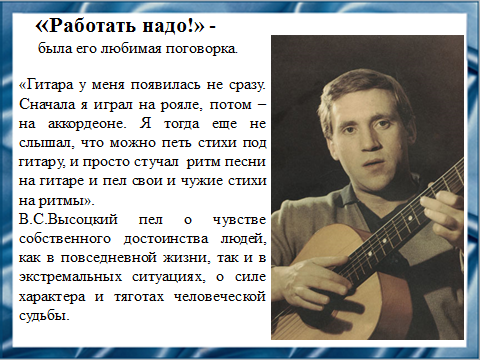 «Работать надо!» -
была его любимая поговорка.
«Гитара у меня появилась не сразу.
Сначала я играл на рояле, потом –
на аккордеоне. Я тогда еще не
слышал, что можно петь стихи под
гитару, и просто стучал ритм песни
на гитаре и пел свои и чужие стихи
на ритмы».
В.С.Высоцкий пел о чувстве
собственного достоинства людей,
как в повседневной жизни, так и в
экстремальных ситуациях, о силе
характера и тяготах человеческой
судьбы.